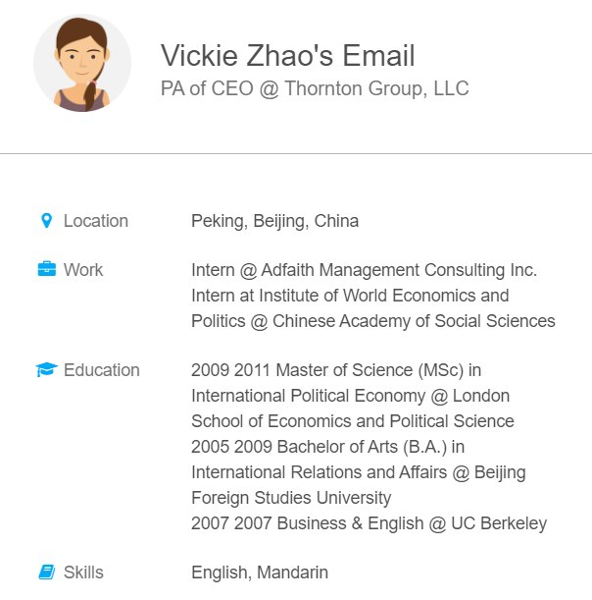 Vickie Zhao's Email
PA of CEO @ Thornton Group, LLC
Location
Peking, Beijing, China
Work
Intern @ Adfaith Management Consulting Inc.
Intern at Institute of World Economics and
Politics @ Chinese Academy of Social Sciences
Education
2009 2011 Master of Science (MSc) in
International Political Economy @ London
School of Economics and Political Science
2005 2009 Bachelor of Arts (B.A.) in
International Relations and Affairs @ Beijing
Foreign Studies University
2007 2007 Business & English @ UC Berkeley
Skills
English, Mandarin